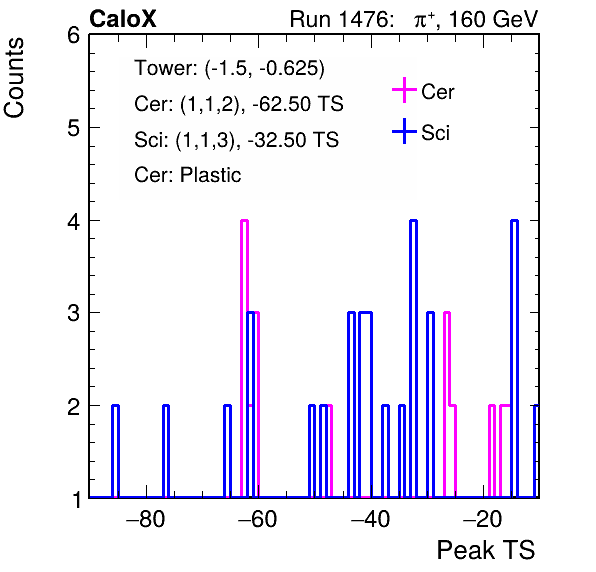 CaloX Run 1476: π⁺, 160 GeV
Counts
6
Tower: (-1.5, -0.625)
Cer: (1,1,2), -62.50 TS
Sci: (1,1,3), -32.50 TS
Cer: Plastic
Cer
Sci
5
4
3
2
1
−80 −60 −40 −20
Peak TS